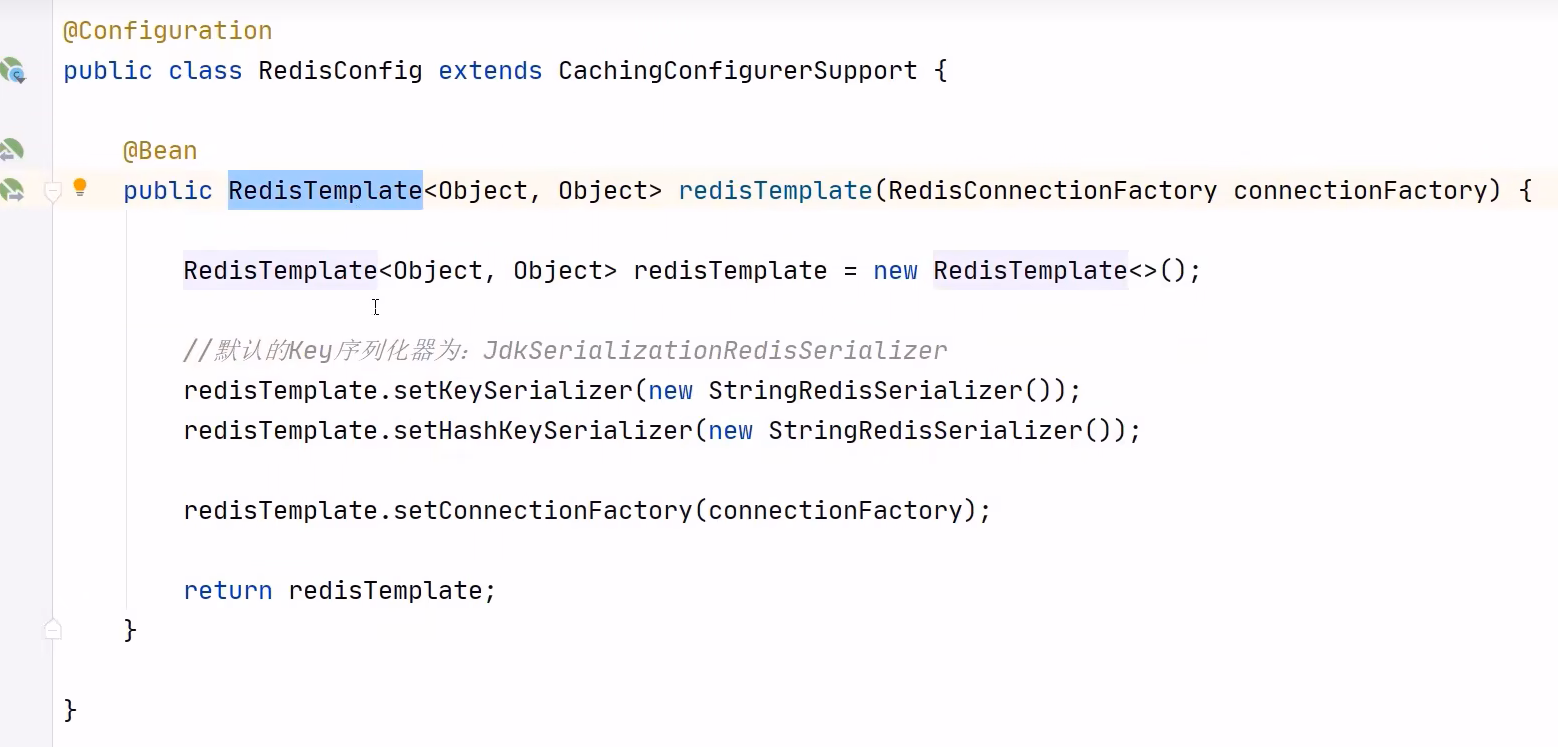 @Configuration
public class RedisConfig extends CachingConfigurerSupport {
@Bean
public RedisTemplate<Object, Object> redisTemplate(RedisConnectionFactory connectionFactory) {
RedisTemplate<Object, Object> redisTemplate = new RedisTemplate<>();
//默认的Key序列化器为：JdkSerializationRedisSerializer
redisTemplate.setKeySerializer(new StringRedisSerializer());
redisTemplate.setHashKeySerializer(new StringRedisSerializer());
redisTemplate.setConnectionFactory(connectionFactory);
return redisTemplate;
}
}